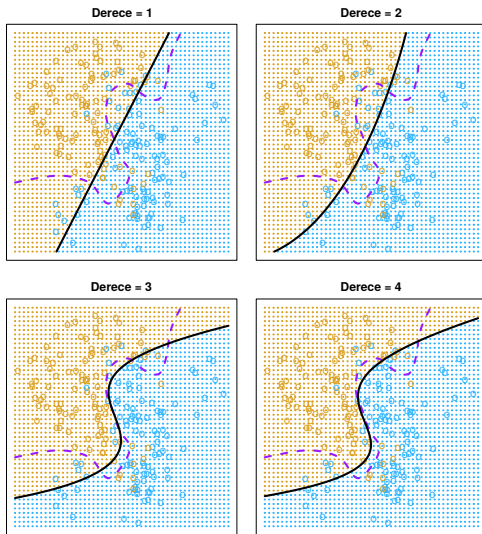 Derece = 1
Derece = 2
Derece = 3
Derece = 4